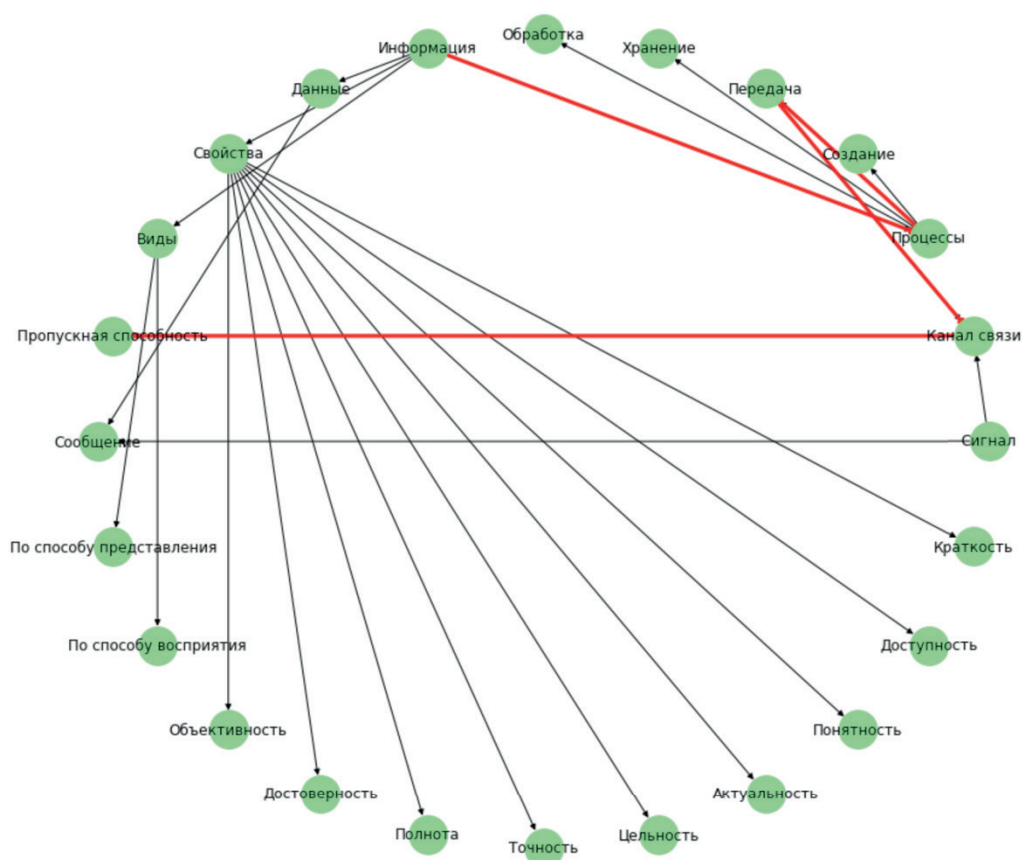 Обработка
Информация
Хранение
Данные
Передача
Свойства
Создание
Виды
Процессы
Пропускная способность
Канал связи
Сообщение
Сигнал
По способу представления
Краткость
По способу восприятия
Доступность
Объективность
Понятность
Достоверность
Актуальность
Полнота
Цельность
Точность